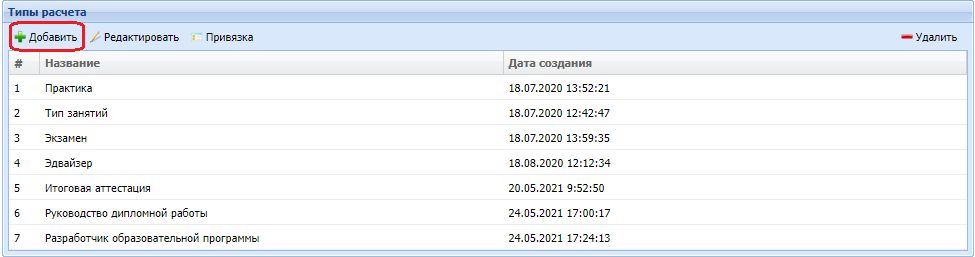 Типы расчета
Добавить Редактировать Привязка Удалить
# Название Дата создания
1 Практика 18.07.2020 13:52:21
2 Тип занятий 18.07.2020 12:42:47
3 Экзамен 18.07.2020 13:59:35
4 Эдвайзер 18.08.2020 12:12:34
5 Итоговая аттестация 20.05.2021 9:52:50
6 Руководство дипломной работы 24.05.2021 17:00:17
7 Разработчик образовательной программы 24.05.2021 17:24:13